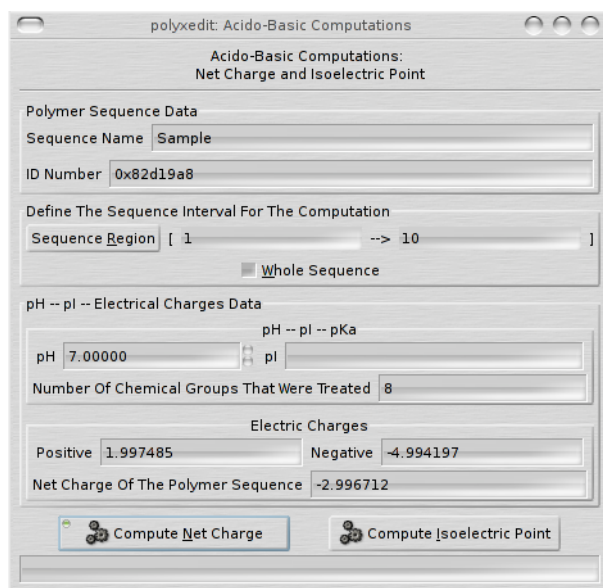 polyxedit: Acido-Basic Computations
Acido-Basic Computations:
Net Charge and Isoelectric Point
Polymer Sequence Data
Sequence Name Sample
ID Number 0x82d19a8
Define The Sequence Interval For The Computation
Sequence Region [ 1 --> 10 ]
Whole Sequence
pH -- pI -- Electrical Charges Data
pH -- pI -- pKa
pH 7.00000 pI
Number Of Chemical Groups That Were Treated 8
Electric Charges
Positive 1.997485 Negative -4.994197
Net Charge Of The Polymer Sequence -2.996712
Compute Net Charge Compute Isoelectric Point